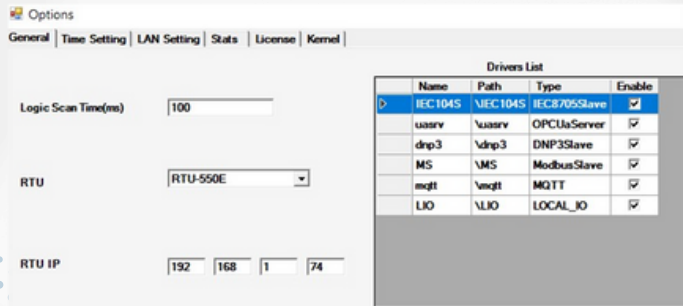 Options
General Time Setting LAN Setting Stats License Kernel
Drivers List
Name Path Type Enable
IEC104S \IEC104S IEC8705Slave
uasrv \uasrv OPCUaServer
dnp3 \dnp3 DNP3Slave
MS \MS ModbusSlave
mqtt \mqtt MQTT
LIO \LIO LOCAL_IO
Logic Scan Time(ms) 100
RTU RTU-550E
RTU IP 192 168 1 74